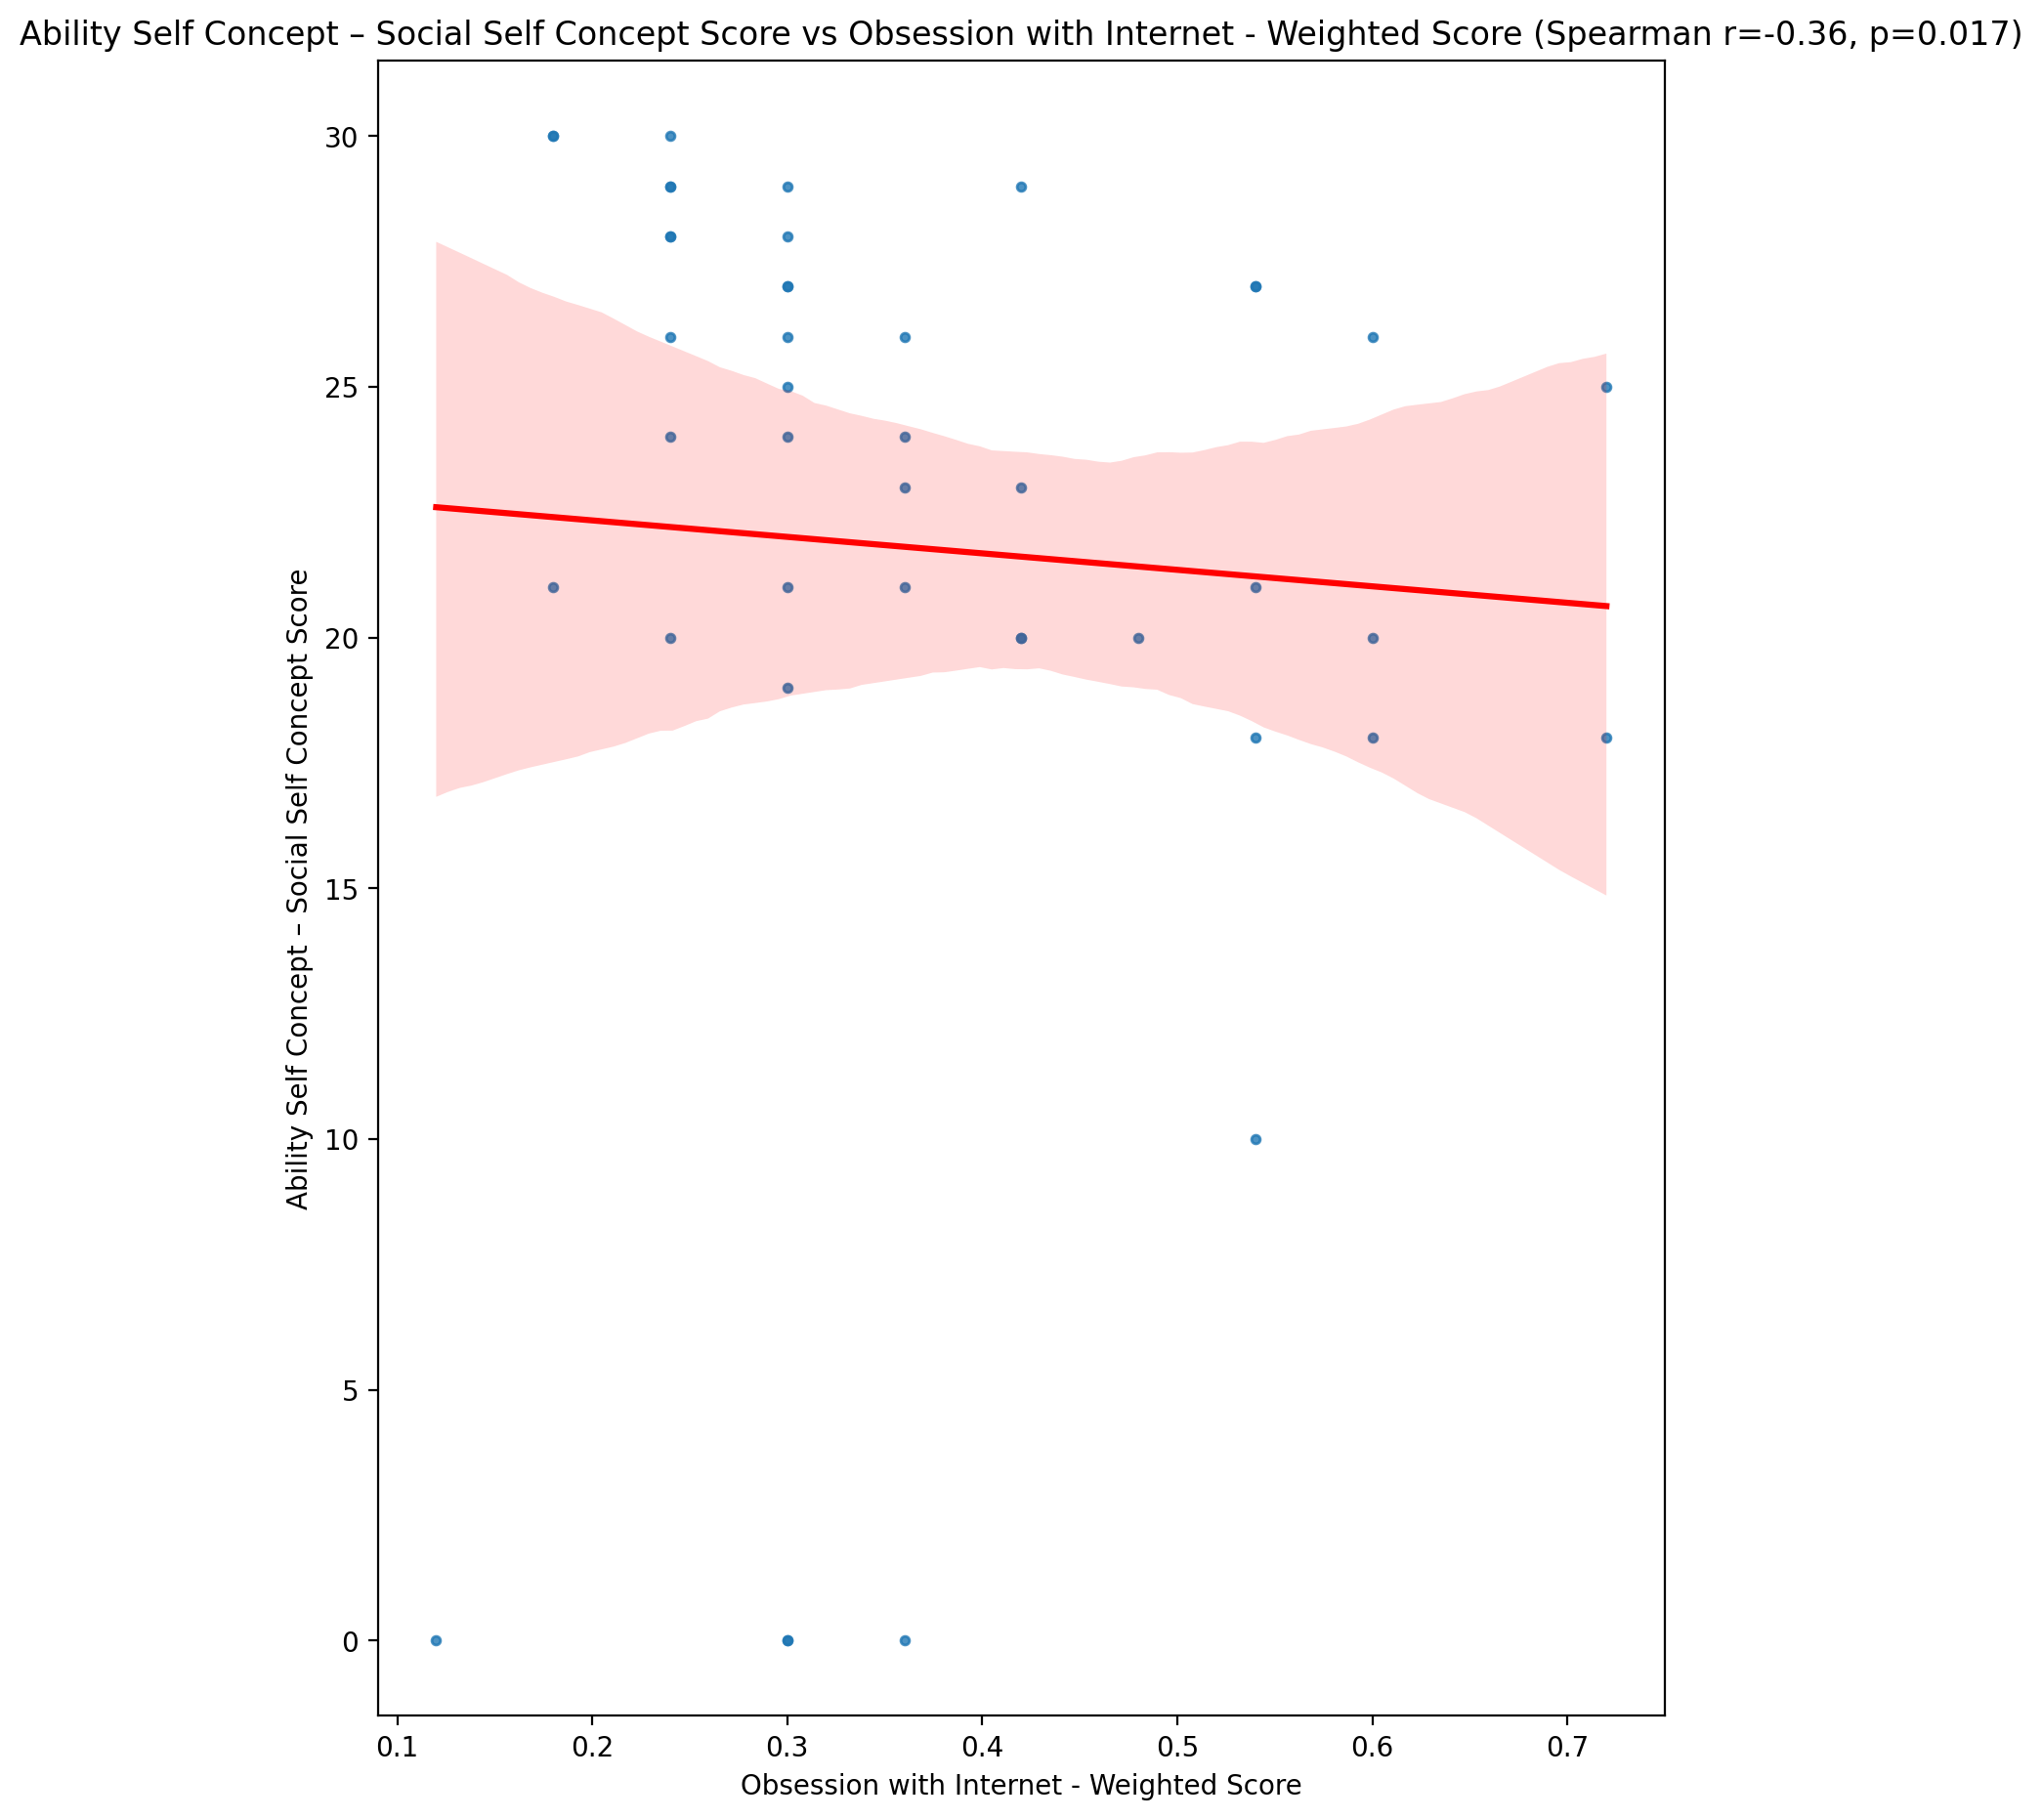 Ability Self Concept – Social Self Concept Score vs Obsession with Internet - Weighted Score (Spearman r=-0.36, p=0.017)
Ability Self Concept – Social Self Concept Score
30
25
20
15
10
5
0
0.1 0.2 0.3 0.4 0.5 0.6 0.7
Obsession with Internet - Weighted Score